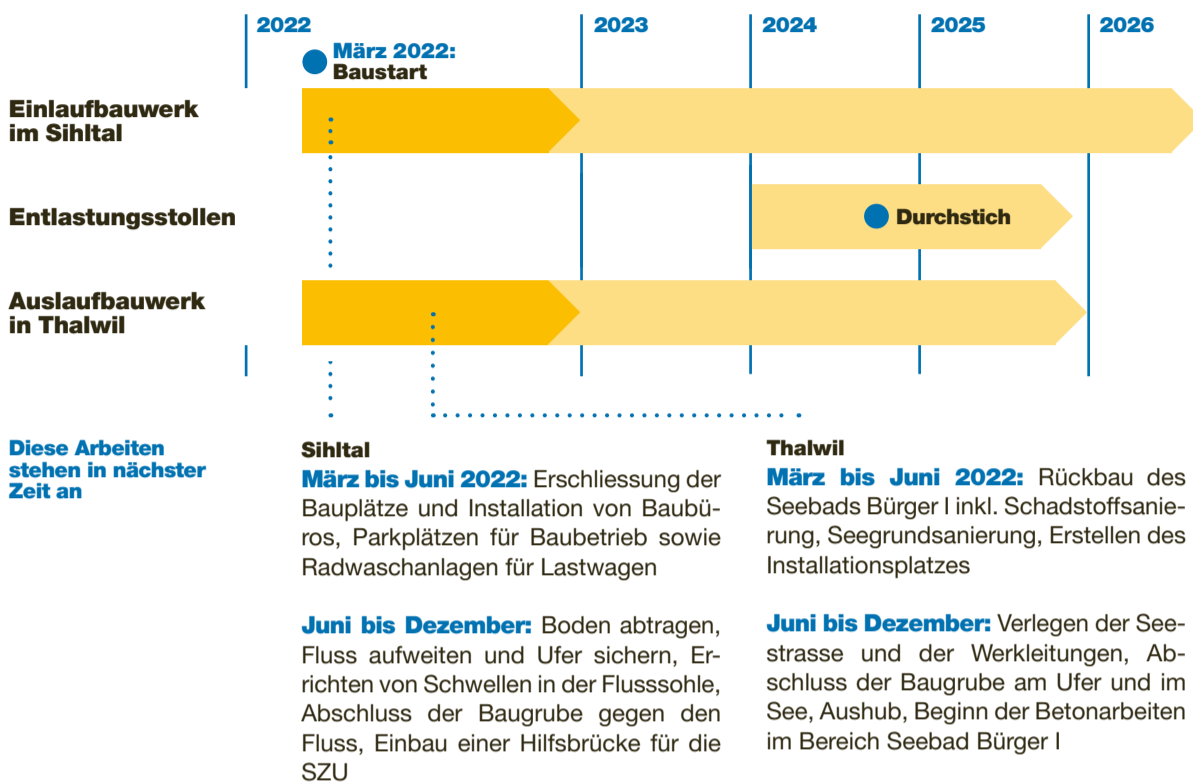 2022
2023
2024
2025
2026
März 2022:
Baustart
Einlaufbauwerk
im Sihltal
Entlastungsstollen
Durchstich
Auslaufbauwerk
in Thalwil
Diese Arbeiten
stehen in nächster
Zeit an
Sihltal
März bis Juni 2022: Erschliessung der
Bauplätze und Installation von Baubü-
ros, Parkplätzen für Baubetrieb sowie
Radwaschanlagen für Lastwagen
Juni bis Dezember: Boden abtragen,
Fluss aufweiten und Ufer sichern, Er-
richten von Schwellen in der Flusssohle,
Abschluss der Baugrube gegen den
Fluss, Einbau einer Hilfsbrücke für die
SZU
Thalwil
März bis Juni 2022: Rückbau des
Seebads Bürger I inkl. Schadstoffsanie-
rung, Seegrundsanierung, Erstellen des
Installationsplatzes
Juni bis Dezember: Verlegen der See-
strasse und der Werkleitungen, Ab-
schluss der Baugrube am Ufer und im
See, Aushub, Beginn der Betonarbeiten
im Bereich Seebad Bürger I